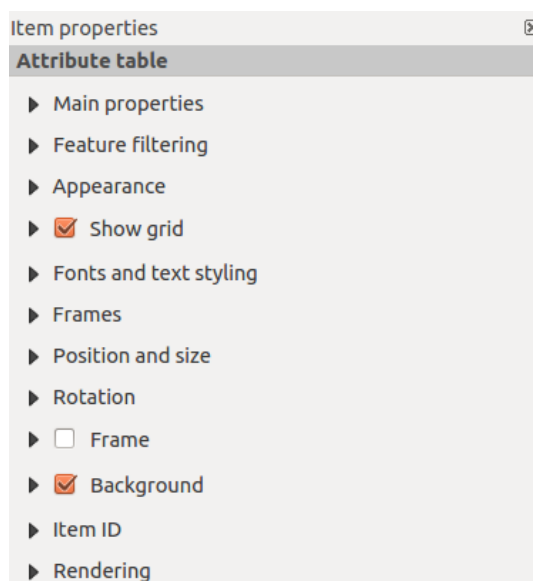 Item properties
Attribute table
Main properties
Feature filtering
Appearance
Show grid
Fonts and text styling
Frames
Position and size
Rotation
Frame
Background
Item ID
Rendering